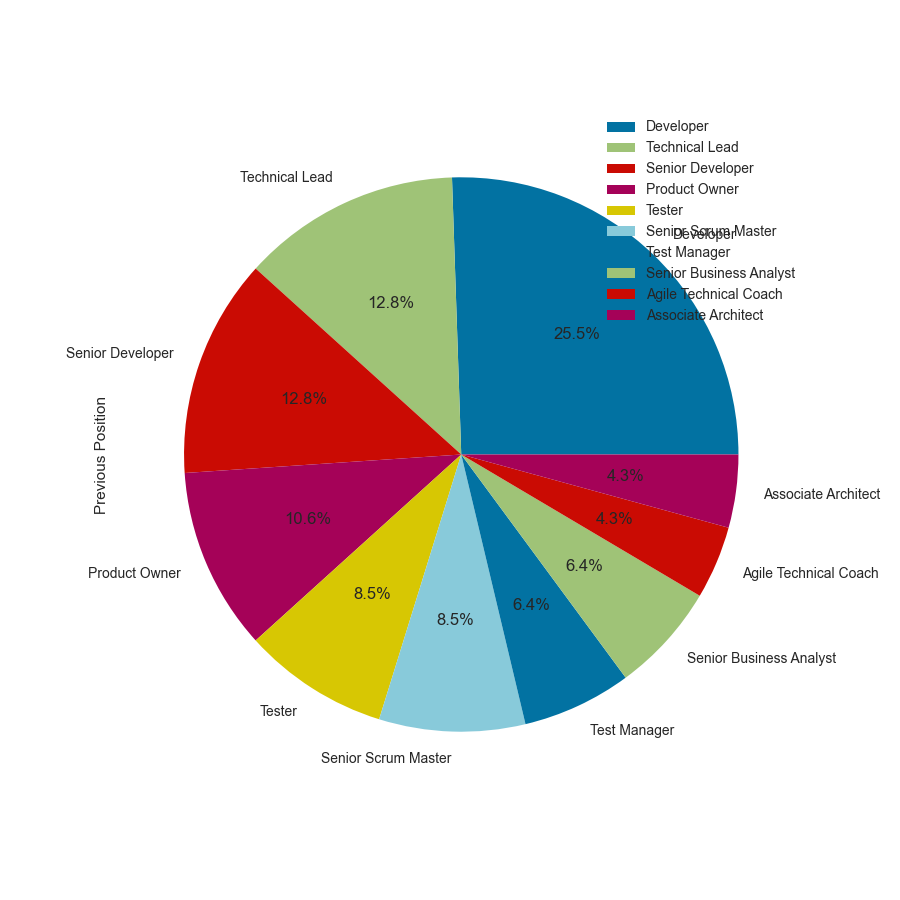 Developer
Technical Lead
Senior Developer
Product Owner
Tester
Senior Scrum Master
Test Manager
Senior Business Analyst
Agile Technical Coach
Associate Architect
Technical Lead
Developer
12.8%
25.5%
Senior Developer
12.8%
Previous Position
4.3%
Associate Architect
10.6%
4.3%
Product Owner
6.4%
Agile Technical Coach
8.5%
6.4%
8.5%
Senior Business Analyst
Tester
Test Manager
Senior Scrum Master